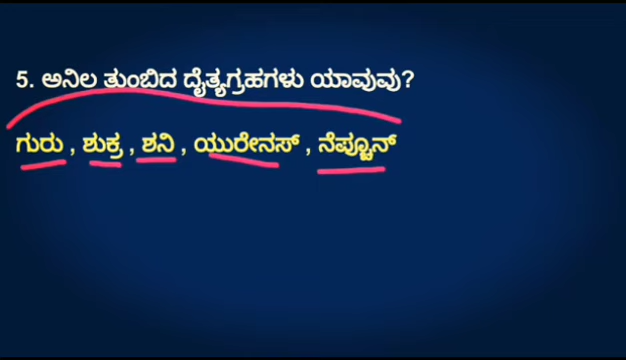 5. ಅನಿಲ ತುಂಬಿದ ದೈತ್ಯಗ್ರಹಗಳು ಯಾವುವು?
ಗುರು , ಶುಕ್ರ , ಶನಿ , ಯುರೇನಸ್ , ನೆಪ್ಚೂನ್